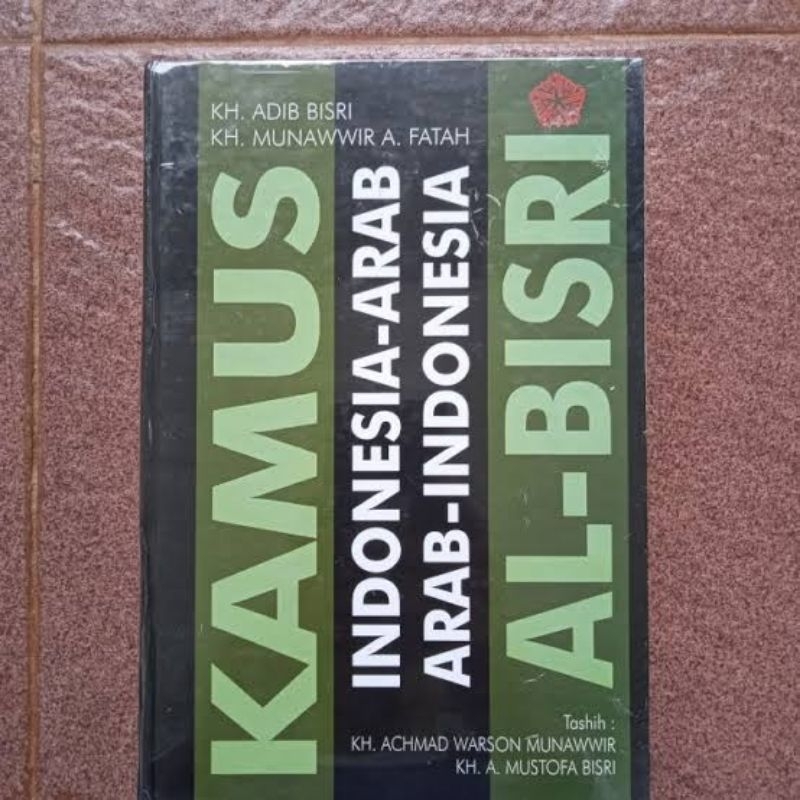 KH. ADIB BISRI
KH. MUNAWWIR A. FATAH
KAMUS
INDONESIA-ARAB
ARAB-INDONESIA
AL-BISRI
Tashih :
KH. ACHMAD WARSON MUNAWWIR
KH. A. MUSTOFA BISRI